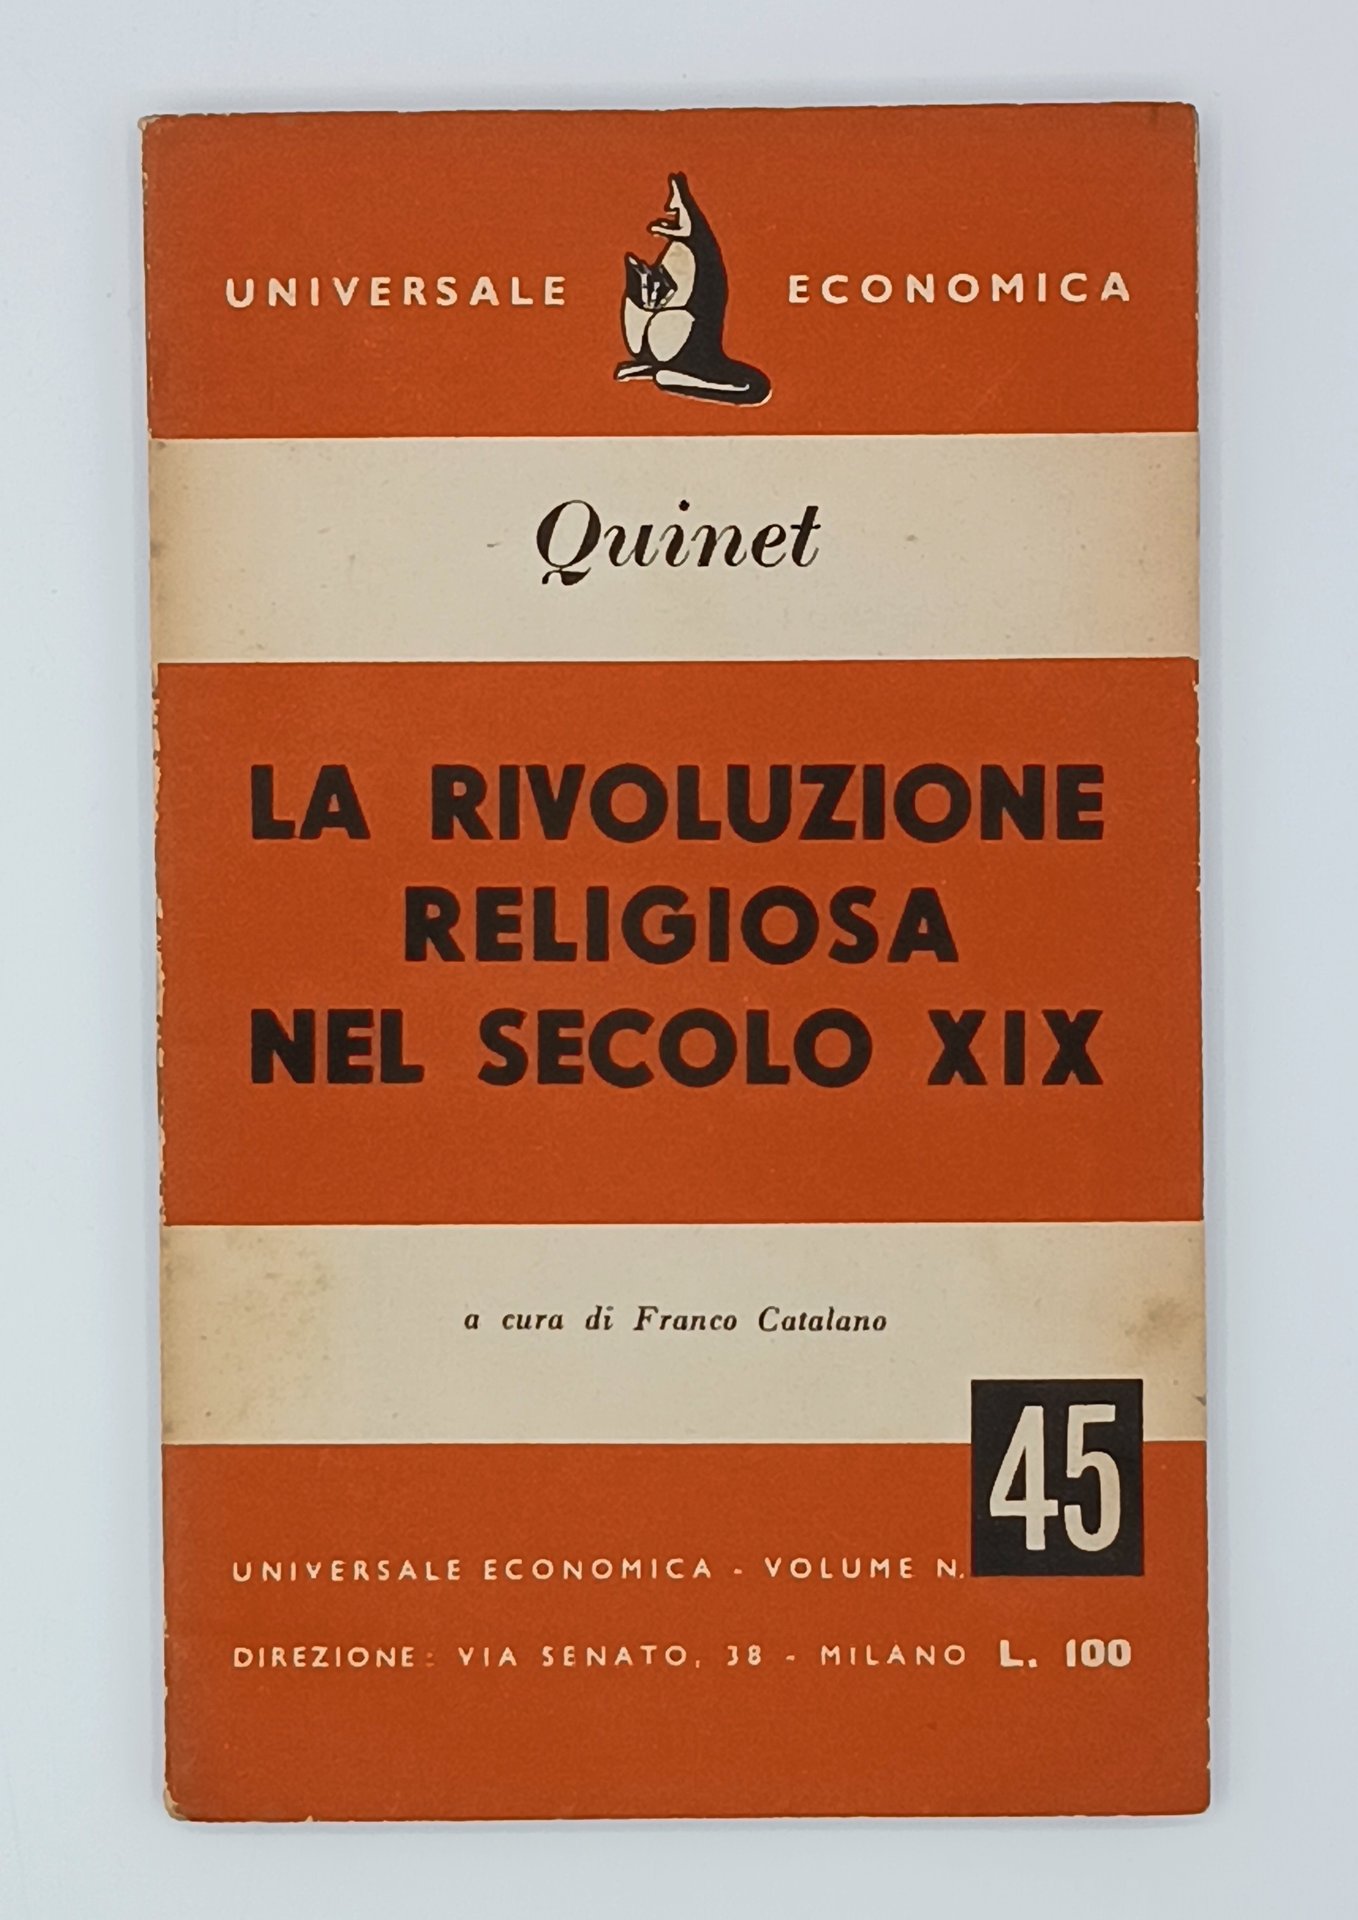 UNIVERSALE ECONOMICA
Quinet
LA RIVOLUZIONE
RELIGIOSA
NEL SECOLO XIX
a cura di Franco Catalano
45
UNIVERSALE ECONOMICA - VOLUME N.
DIREZIONE: VIA SENATO, 38 - MILANO L. 100